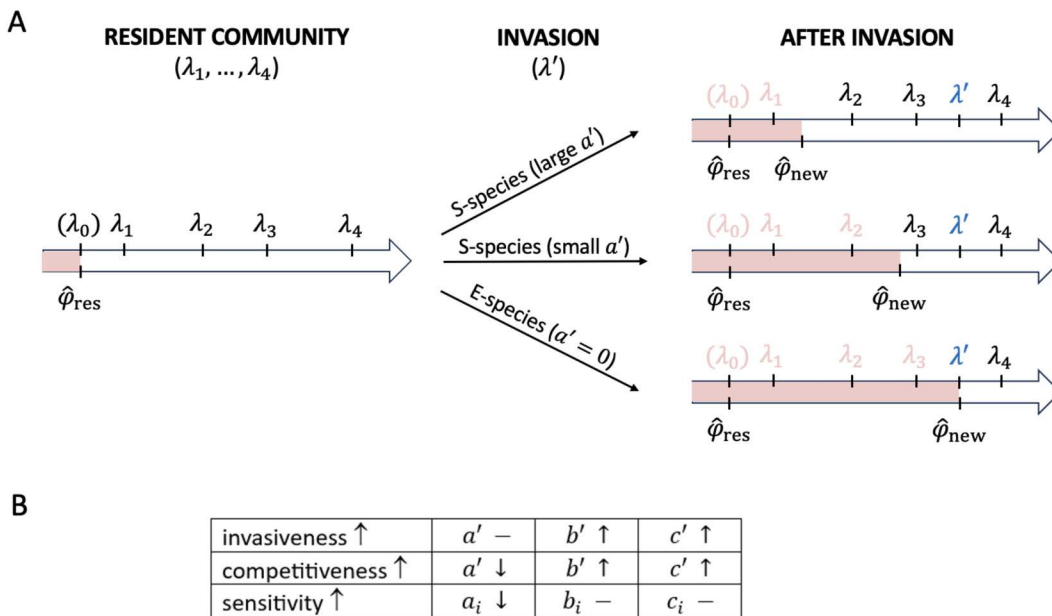 A
RESIDENT COMMUNITY
(λ₁, ..., λ₄)
INVASION
(λ′)
AFTER INVASION
(λ₀) λ₁ λ₂ λ₃ λ₄
φ̂res
S-species (large a′)
S-species (small a′)
E-species (a′ = 0)
(λ₀) λ₁ λ₂ λ₃ λ′ λ₄
φ̂res φ̂new
(λ₀) λ₁ λ₂ λ₃ λ′ λ₄
φ̂res φ̂new
(λ₀) λ₁ λ₂ λ₃ λ′ λ₄
φ̂res φ̂new
B
invasiveness ↑ a′ − b′ ↑ c′ ↑
competitiveness ↑ a′ ↓ b′ ↑ c′ ↑
sensitivity ↑ aᵢ ↓ bᵢ − cᵢ −